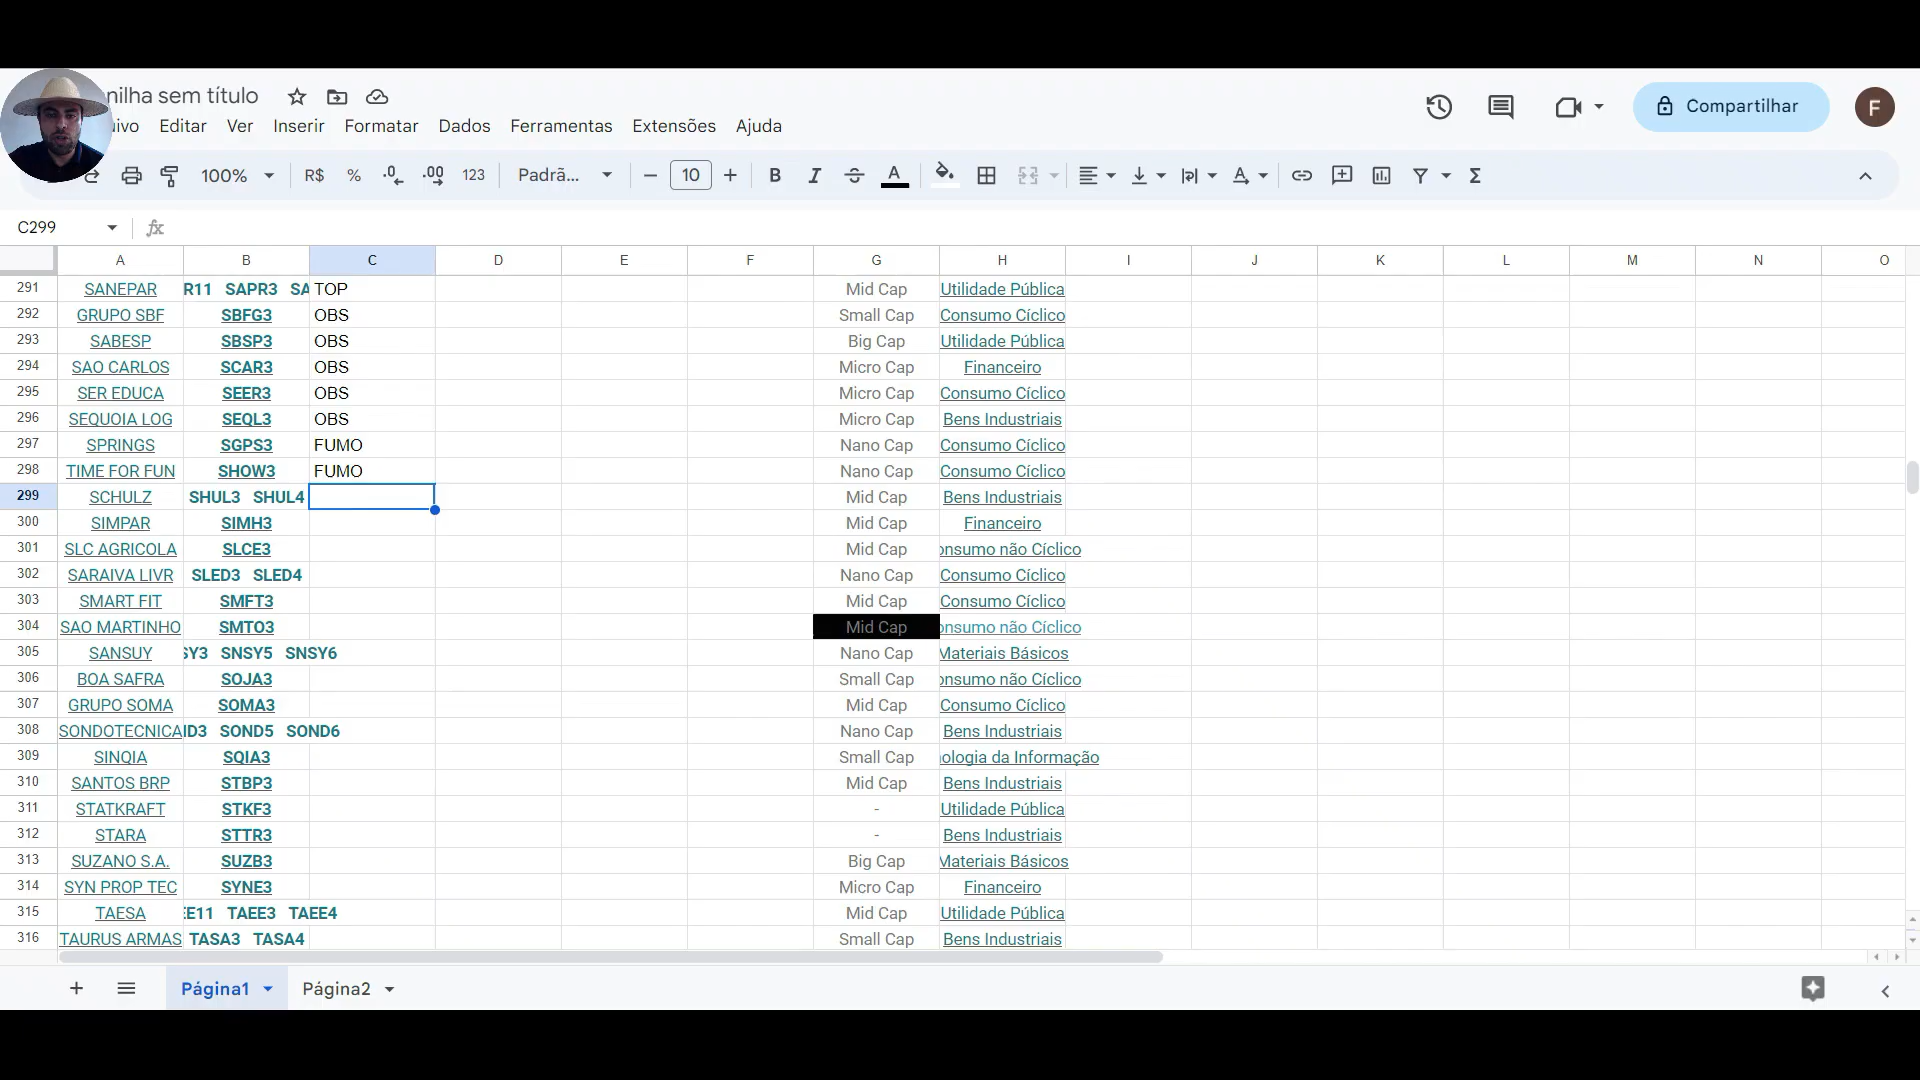 nilha sem título
ivo Editar Ver Inserir Formatar Dados Ferramentas Extensões Ajuda
Compartilhar
F
100% R$ % .0 .00 123 Padrã... 10 B I S A
C299 fx
A B C D E F G H I J K L M N O
291 SANEPAR R11 SAPR3 SA TOP Mid Cap Utilidade Pública
292 GRUPO SBF SBFG3 OBS Small Cap Consumo Cíclico
293 SABESP SBSP3 OBS Big Cap Utilidade Pública
294 SAO CARLOS SCAR3 OBS Micro Cap Financeiro
295 SER EDUCA SEER3 OBS Micro Cap Consumo Cíclico
296 SEQUOIA LOG SEQL3 OBS Micro Cap Bens Industriais
297 SPRINGS SGPS3 FUMO Nano Cap Consumo Cíclico
298 TIME FOR FUN SHOW3 FUMO Nano Cap Consumo Cíclico
299 SCHULZ SHUL3 SHUL4 Mid Cap Bens Industriais
300 SIMPAR SIMH3 Mid Cap Financeiro
301 SLC AGRICOLA SLCE3 Mid Cap onsumo não Cíclico
302 SARAIVA LIVR SLED3 SLED4 Nano Cap Consumo Cíclico
303 SMART FIT SMFT3 Mid Cap Consumo Cíclico
304 SAO MARTINHO SMTO3 Mid Cap onsumo não Cíclico
305 SANSUY SY3 SNSY5 SNSY6 Nano Cap Materiais Básicos
306 BOA SAFRA SOJA3 Small Cap onsumo não Cíclico
307 GRUPO SOMA SOMA3 Mid Cap Consumo Cíclico
308 SONDOTECNICA ID3 SOND5 SOND6 Nano Cap Bens Industriais
309 SINQIA SQIA3 Small Cap nologia da Informação
310 SANTOS BRP STBP3 Mid Cap Bens Industriais
311 STATKRAFT STKF3 - Utilidade Pública
312 STARA STTR3 - Bens Industriais
313 SUZANO S.A. SUZB3 Big Cap Materiais Básicos
314 SYN PROP TEC SYNE3 Micro Cap Financeiro
315 TAESA EE11 TAEE3 TAEE4 Mid Cap Utilidade Pública
316 TAURUS ARMAS TASA3 TASA4 Small Cap Bens Industriais
Página1 Página2